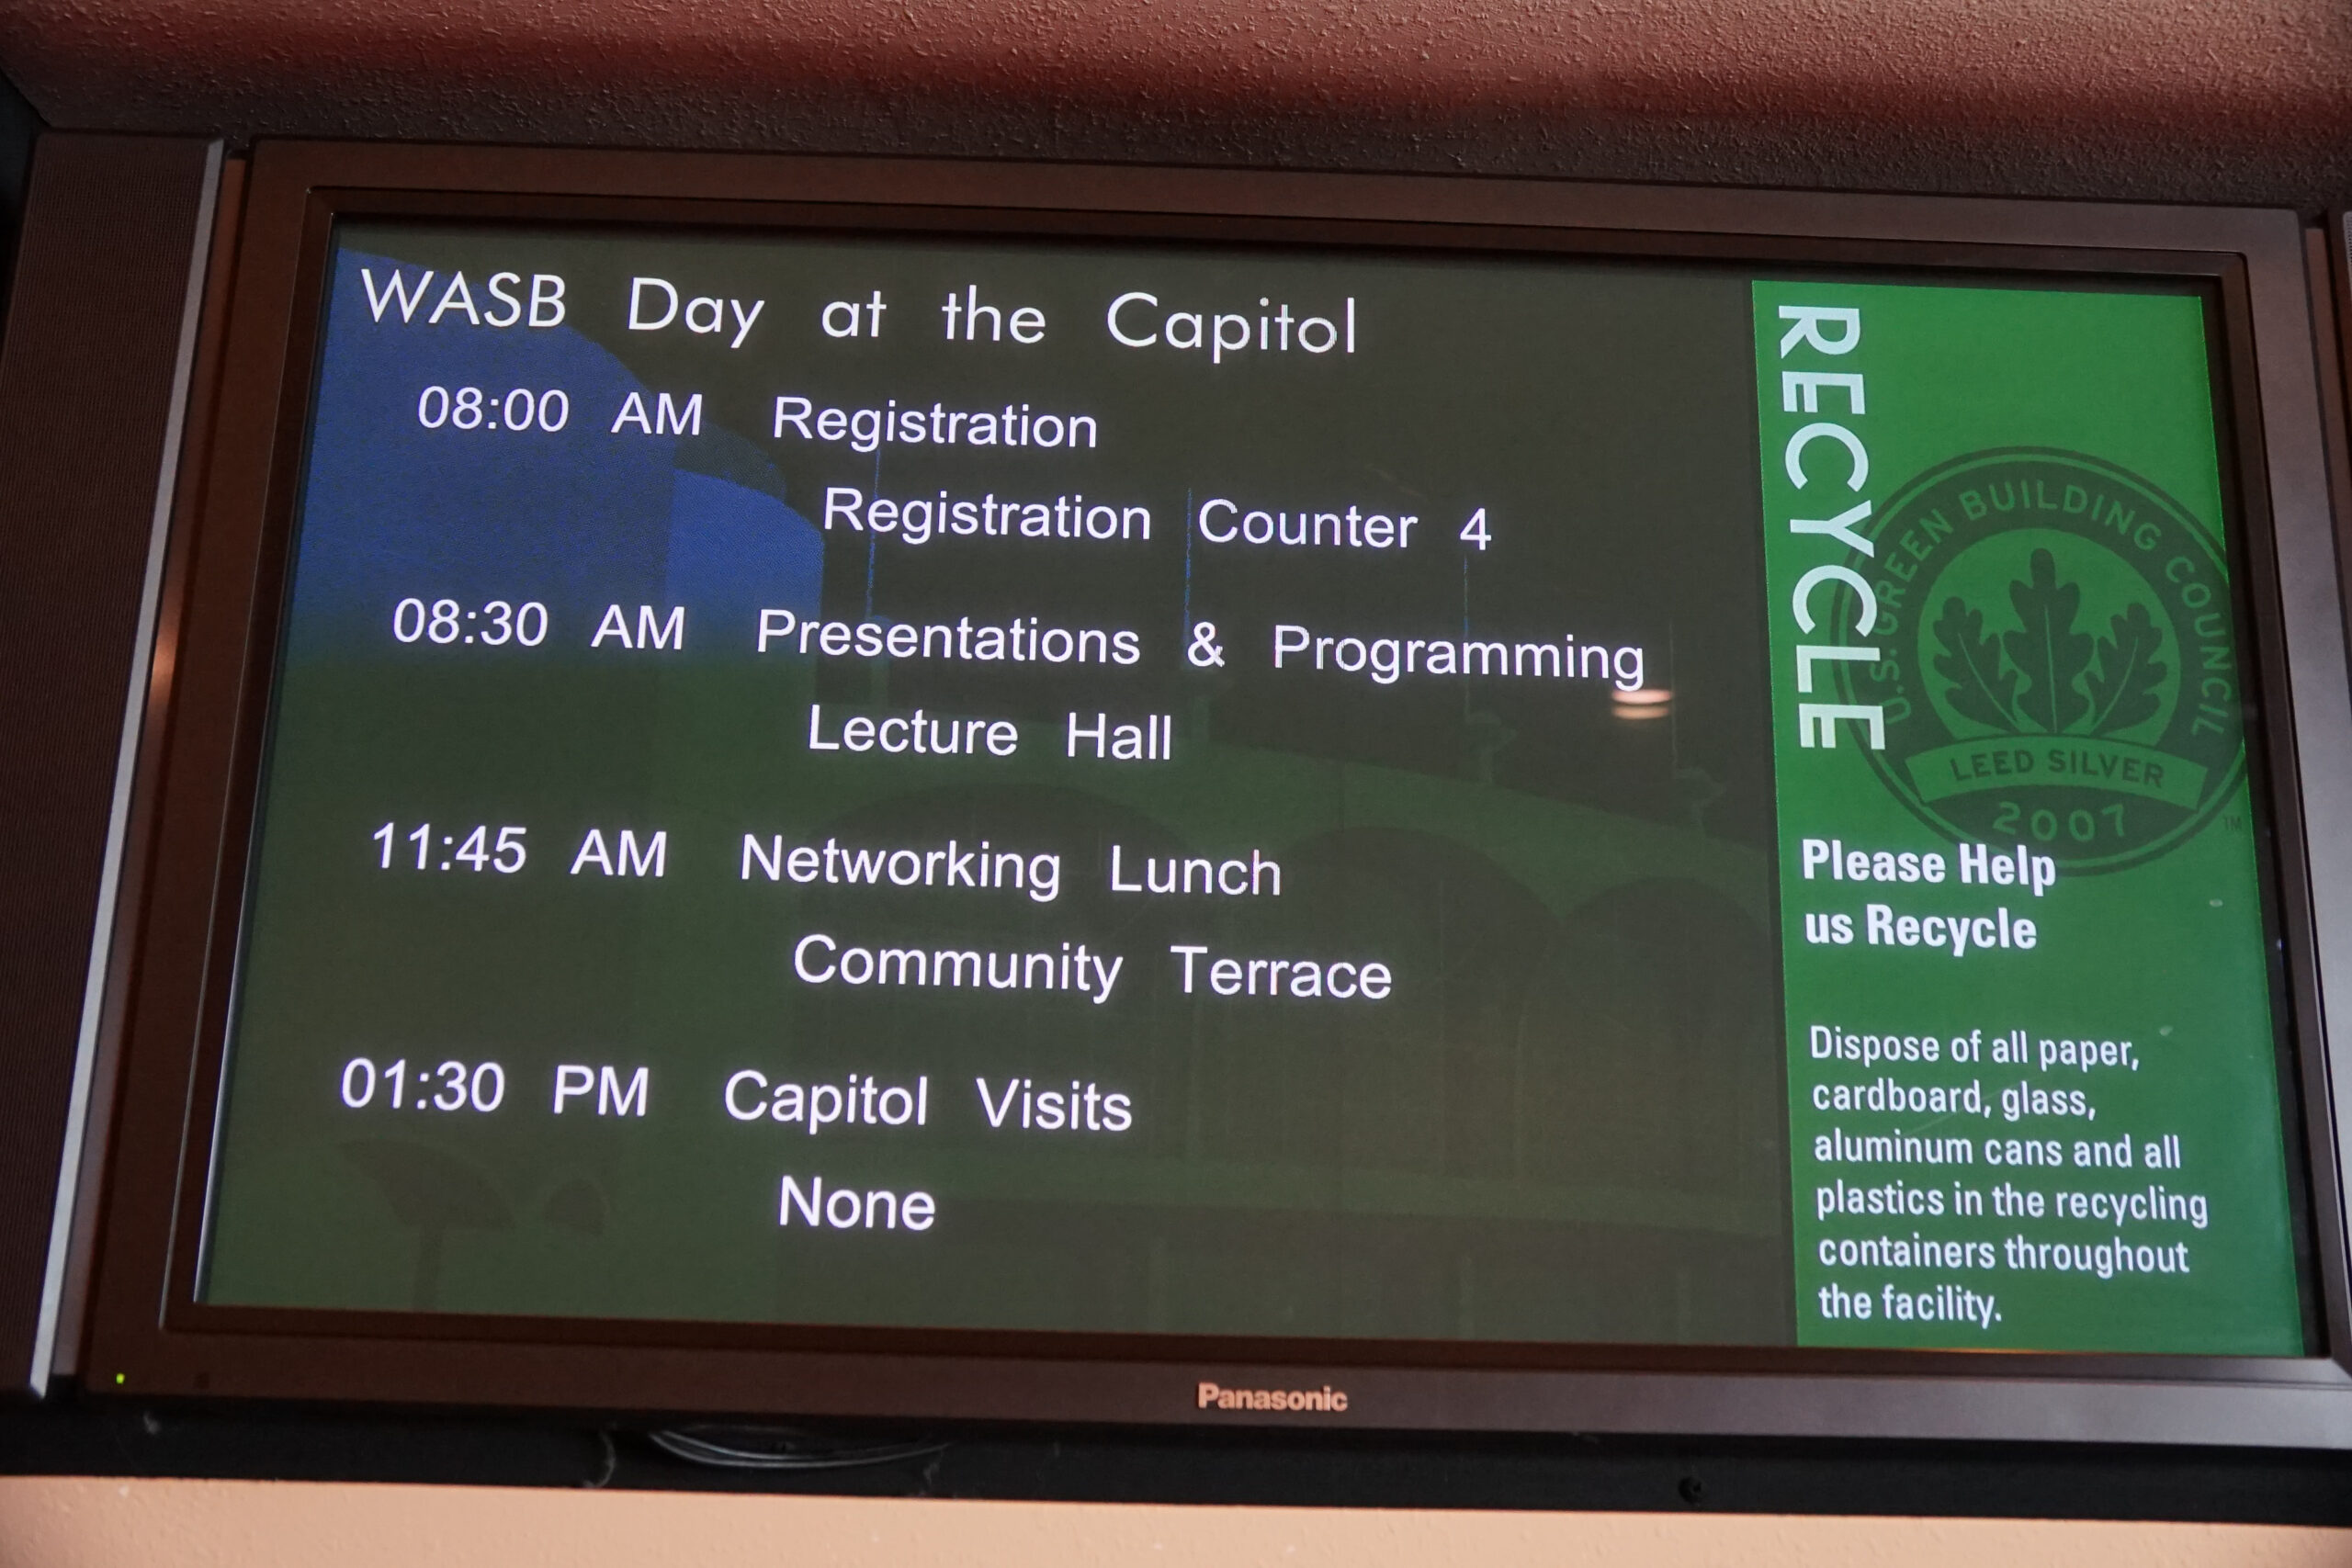 WASB Day at the Capitol
08:00 AM Registration
Registration Counter 4
08:30 AM Presentations & Programming
Lecture Hall
11:45 AM Networking Lunch
Community Terrace
01:30 PM Capitol Visits
None
RECYCLE
U.S. GREEN BUILDING COUNCIL
LEED SILVER
2007
TM
Please Help
us Recycle
Dispose of all paper,
cardboard, glass,
aluminum cans and all
plastics in the recycling
containers throughout
the facility.
Panasonic